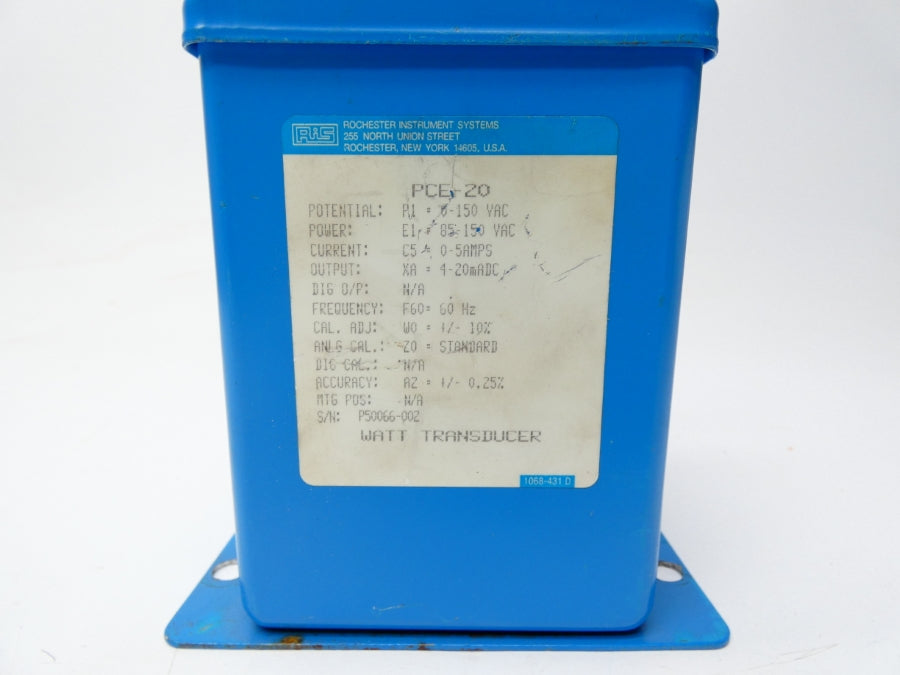 RiS
ROCHESTER INSTRUMENT SYSTEMS
255 NORTH UNION STREET
ROCHESTER, NEW YORK 14605, U.S.A.
PCE-20
POTENTIAL: P1 = 0-150 VAC
POWER: E1 = 85-150 VAC
CURRENT: C5 = 0-5AMPS
OUTPUT: XA = 4-20mADC
DIG O/P: N/A
FREQUENCY: F60= 60 Hz
CAL. ADJ: W0 = +/- 10%
ANLG CAL.: Z0 = STANDARD
DIG CAL.: N/A
ACCURACY: A2 = +/- 0.25%
MTG POS: N/A
S/N: P50066-002
WATT TRANSDUCER
1068-431 D